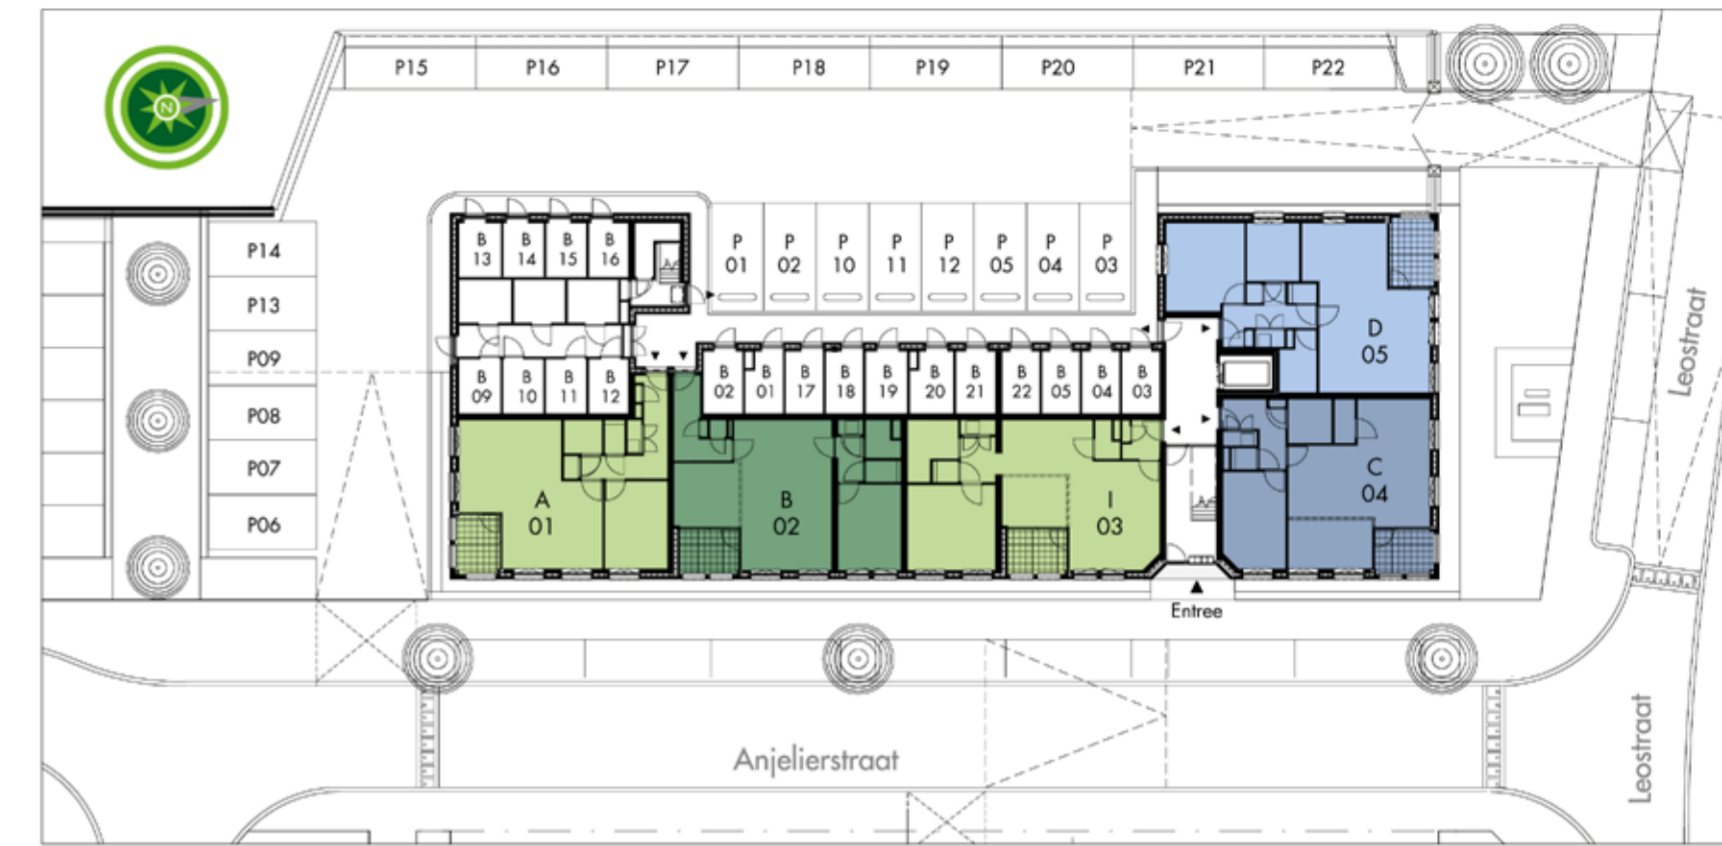 P15 P16 P17 P18 P19 P20 P21 P22
N
P14
P13
P09
P08
P07
P06
B
13
B
14
B
15
B
16
P
01
P
02
P
10
P
11
P
12
P
05
P
04
P
03
B
09
B
10
B
11
B
12
B
02
B
01
B
17
B
18
B
19
B
20
B
21
B
22
B
05
B
04
B
03
D
05
A
01
B
02
I
03
C
04
Entree
Anjelierstraat
Leostraat
Leostraat